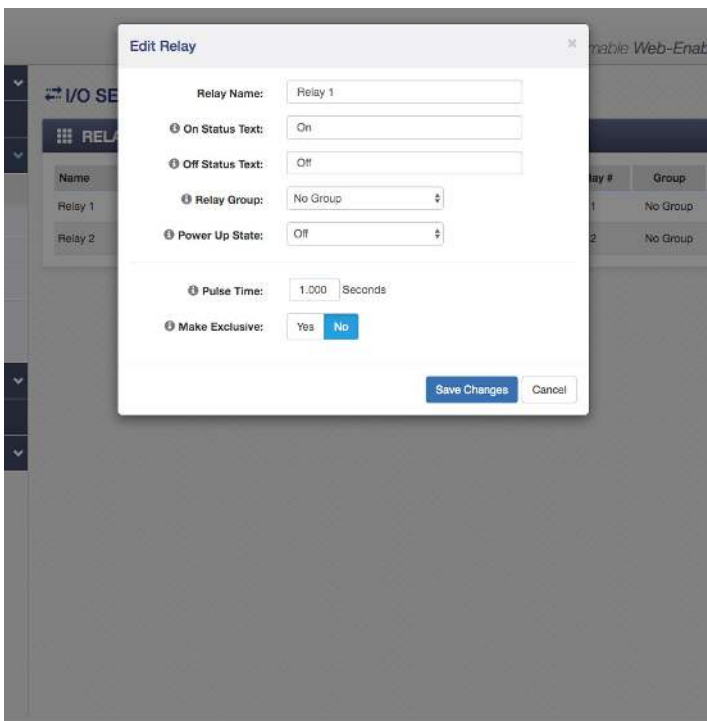 Edit Relay
×
mable Web-Enab
I/O SE
RELA
Name
lay #
Group
Relay 1
1
No Group
Relay 2
2
No Group
Relay Name:
Relay 1
On Status Text:
On
Off Status Text:
Off
Relay Group:
No Group
Power Up State:
Off
Pulse Time:
1.000
Seconds
Make Exclusive:
Yes
No
Save Changes
Cancel